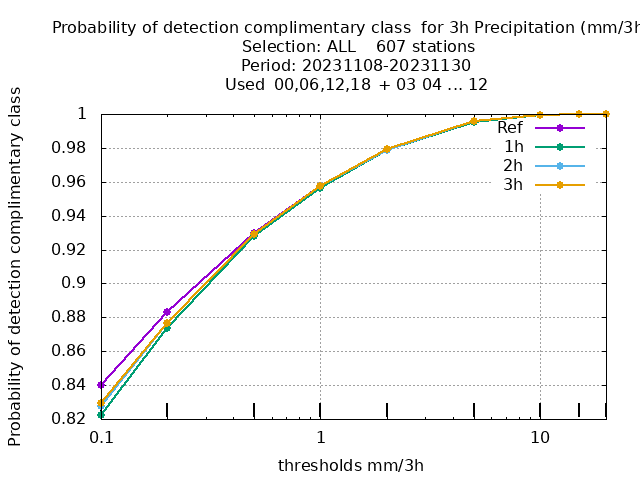 Probability of detection complimentary class for 3h Precipitation (mm/3h
Selection: ALL 607 stations
Period: 20231108-20231130
Used 00,06,12,18 + 03 04 ... 12
Probability of detection complimentary class
1
0.98
0.96
0.94
0.92
0.9
0.88
0.86
0.84
0.82
Ref
1h
2h
3h
0.1 1 10
thresholds mm/3h